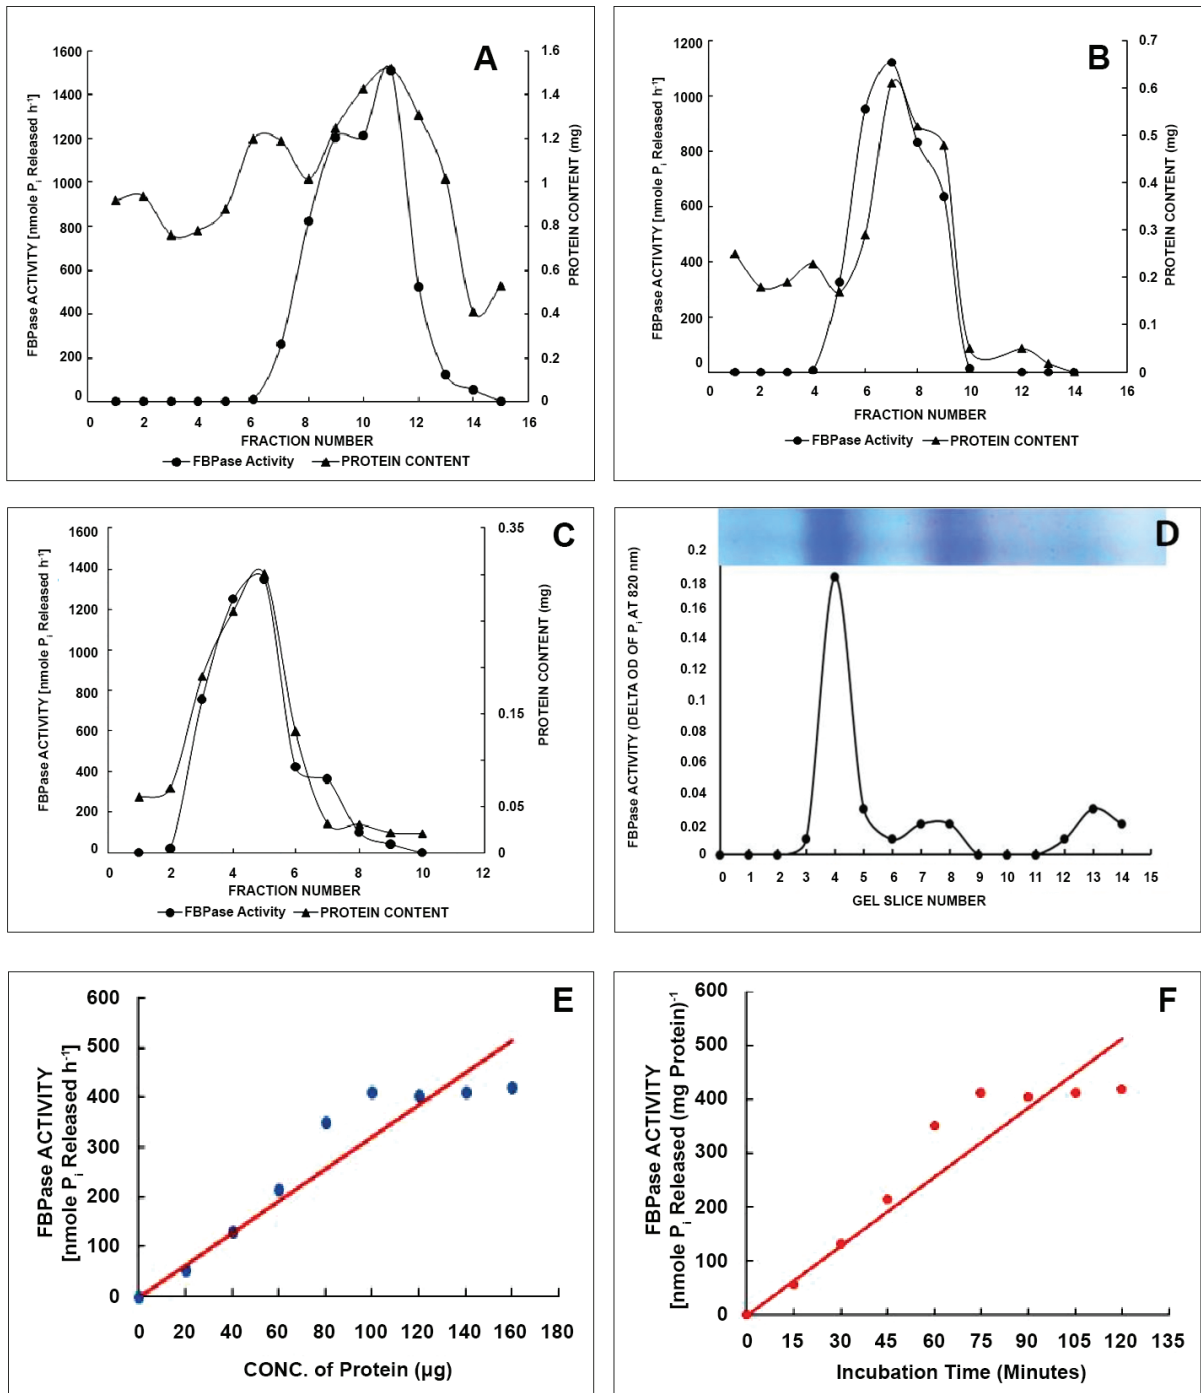 A
FBPase ACTIVITY [nmole Pi Released h-1]
1600
1400
1200
1000
800
600
400
200
0
1.6
1.4
1.2
1
0.8
0.6
0.4
0.2
0
PROTEIN CONTENT (mg)
0 2 4 6 8 10 12 14 16 18
FRACTION NUMBER
FBPase Activity PROTEIN CONTENT
B
FBPase ACTIVITY [nmole Pi Released h-1]
1200
1000
800
600
400
200
0
0.7
0.6
0.5
0.4
0.3
0.2
0.1
0
PROTEIN CONTENT (mg)
0 2 4 6 8 10 12 14 16
FRACTION NUMBER
FBPase Activity PROTEIN CONTENT
C
FBPase ACTIVITY [nmole Pi Released h-1]
1600
1400
1200
1000
800
600
400
200
0
0.35
0.15
0.05
0
PROTEIN CONTENT (mg)
0 2 4 6 8 10 12
FRACTION NUMBER
FBPase Activity PROTEIN CONTENT
D
FBPase ACTIVITY (DELTA OD OF Pi AT 820 nm)
0.2
0.18
0.16
0.14
0.1
0.08
0.06
0.04
0.02
0
0 1 2 3 4 5 6 7 8 9 10 11 12 13 14 15
GEL SLICE NUMBER
E
FBPase ACTIVITY
[nmole Pi Released h-1]
600
500
400
300
200
100
0
0 20 40 60 80 100 120 140 160 180
CONC. of Protein (µg)
F
FBPase ACTIVITY
[nmole Pi Released (mg Protein)-1
600
500
400
300
200
100
0
0 15 30 45 60 75 90 105 120 135
Incubation Time (Minutes)